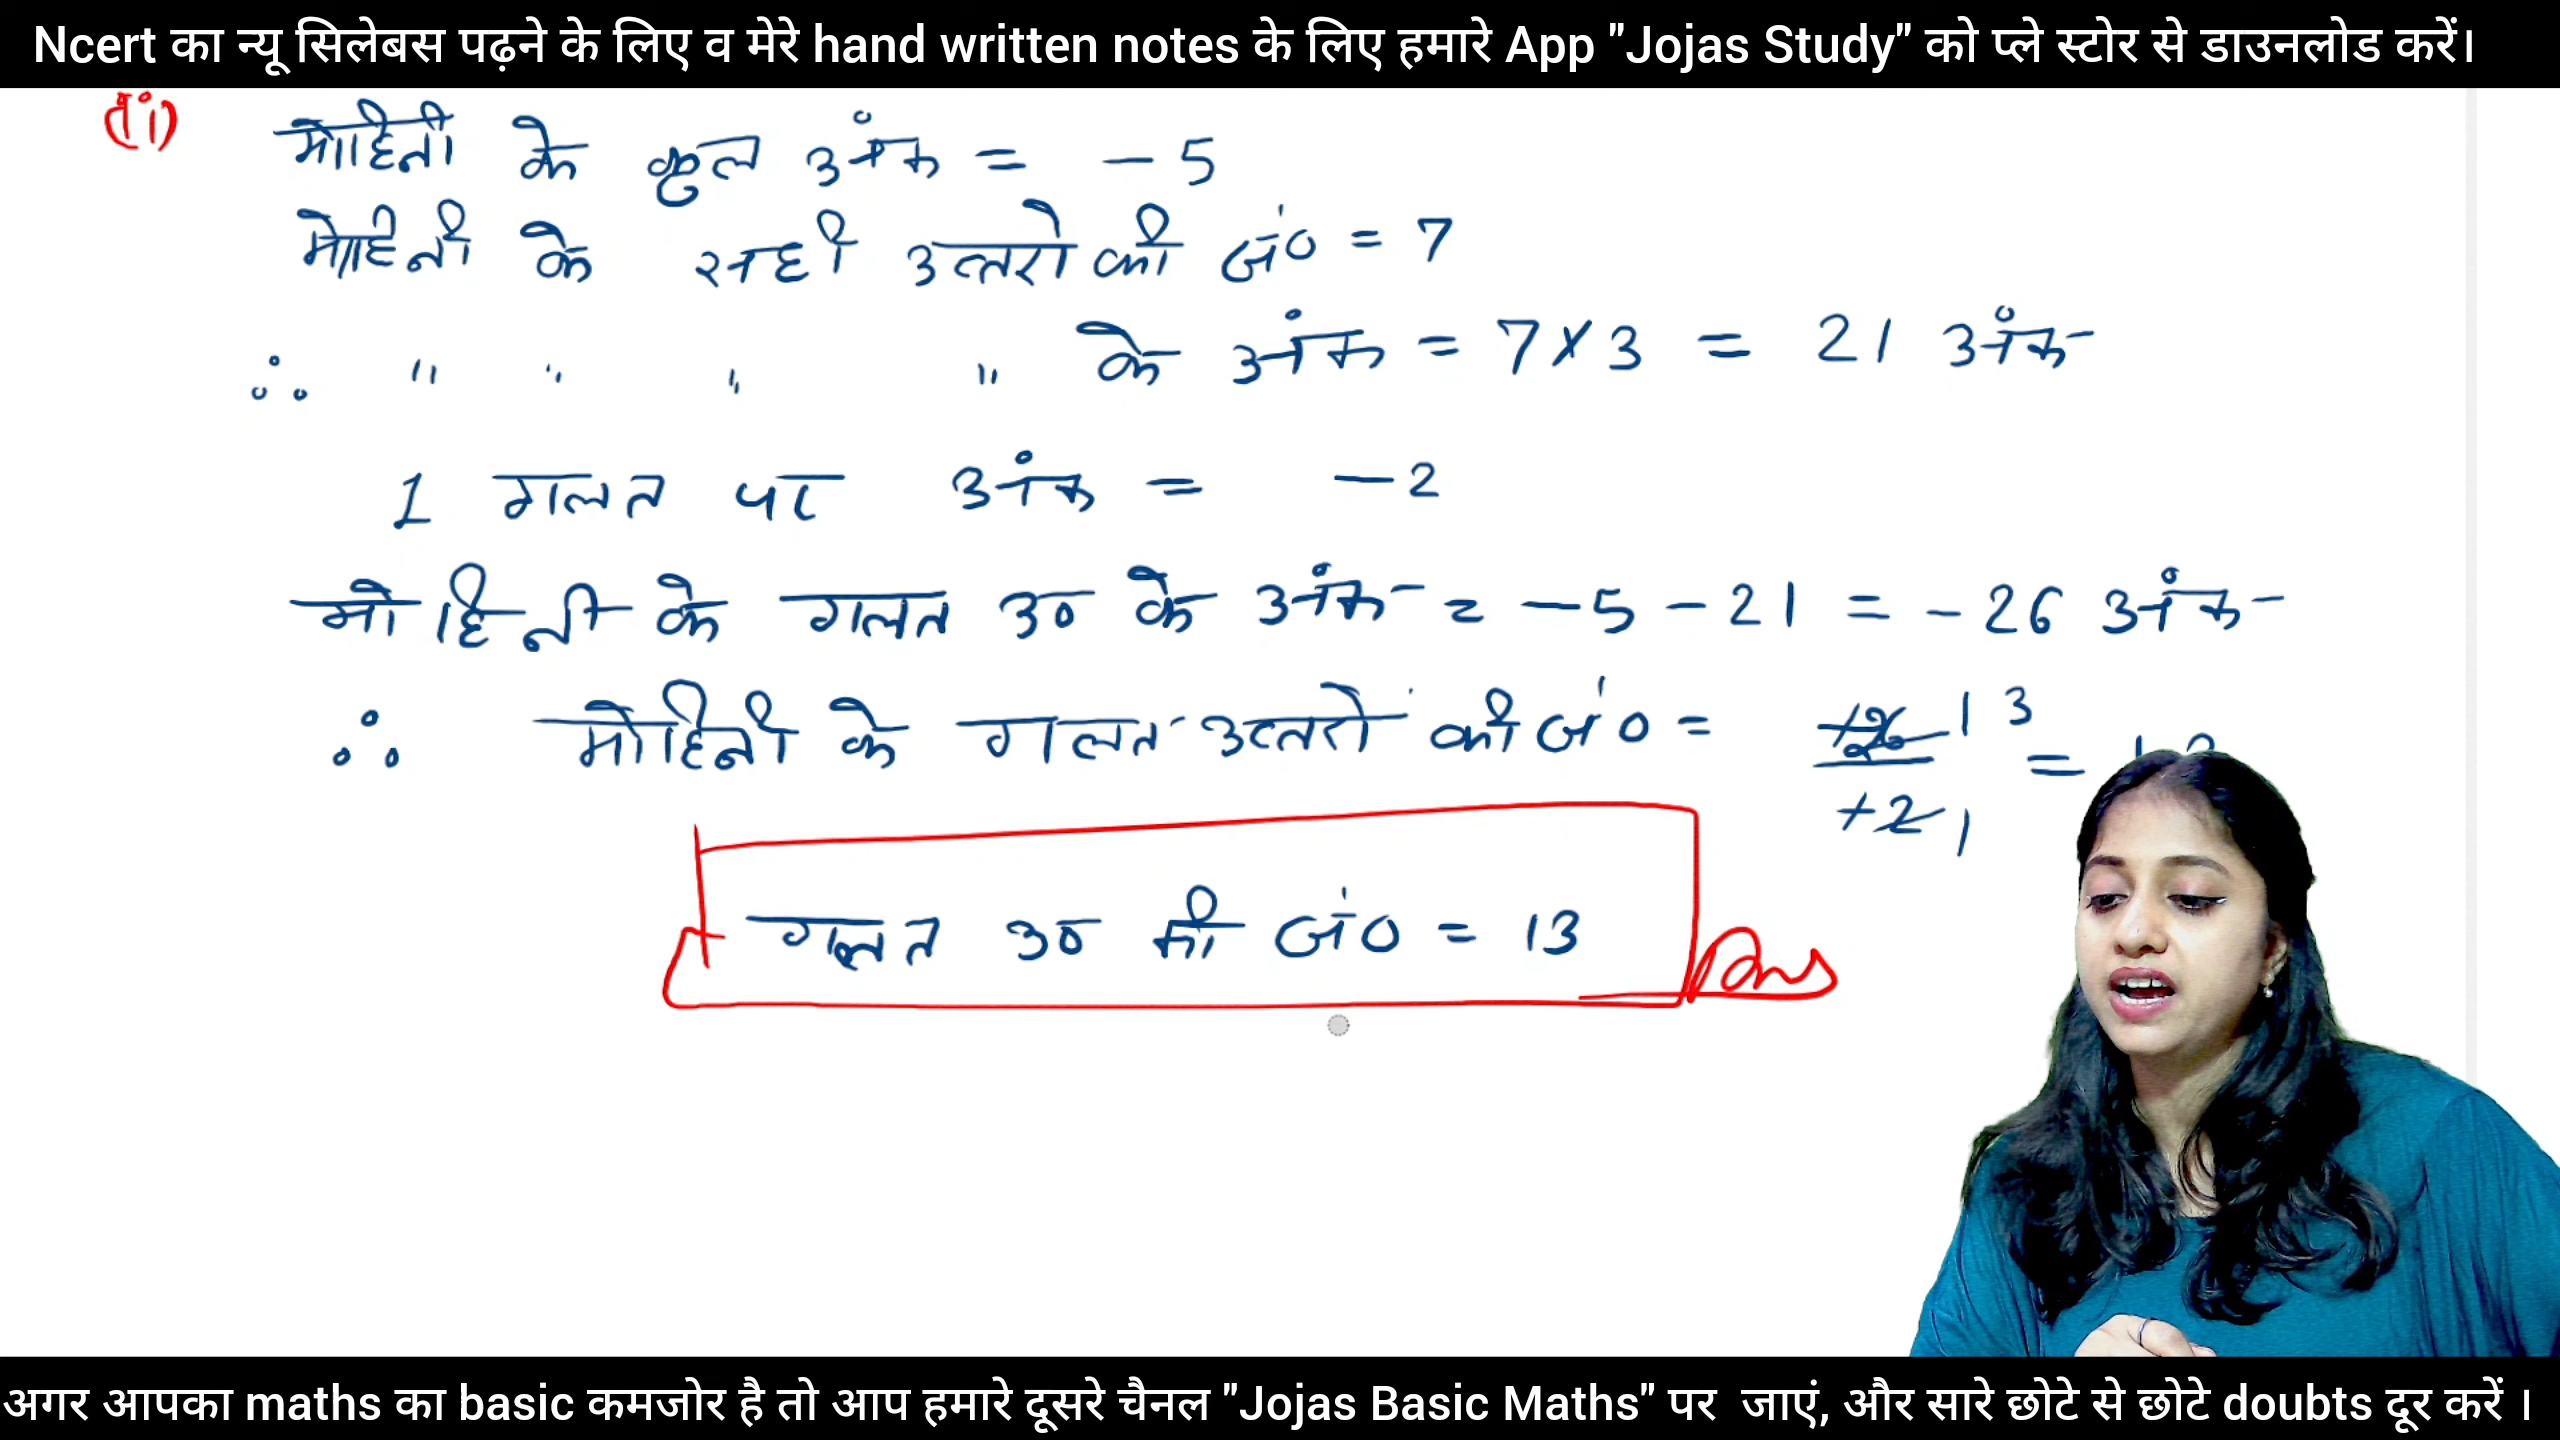 Ncert का न्यू सिलेबस पढ़ने के लिए व मेरे hand written notes के लिए हमारे App "Jojas Study" को प्ले स्टोर से डाउनलोड करें।
(ii) मोहिनी के कुल अंक = - 5
मोहिनी के सही उत्तरो की सं० = 7
∴ " " " " के अंक = 7 × 3 = 21 अंक
1 गलत पर अंक = - 2
मोहिनी के गलत उ० के अंक = - 5 - 21 = - 26 अंक
∴ मोहिनी के गलत उत्तरो की सं० = +26 13 / +2 1 =
गलत उ० की सं० = 13 Ans
अगर आपका maths का basic कमजोर है तो आप हमारे दूसरे चैनल "Jojas Basic Maths" पर जाएं, और सारे छोटे से छोटे doubts दूर करें ।